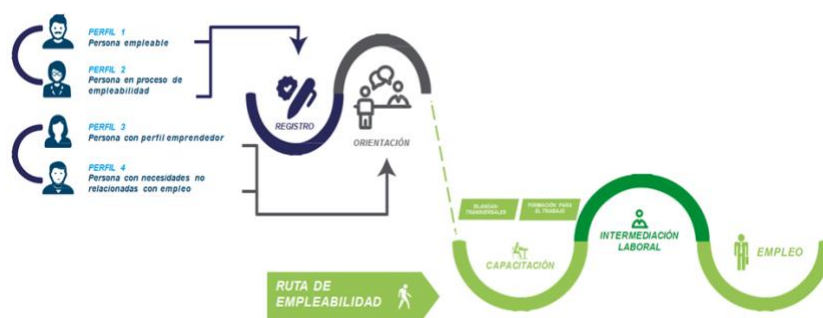 PERFIL 1
Persona empleable
PERFIL 2
Persona en proceso de
empleabilidad
PERFIL 3
Persona con perfil emprendedor
PERFIL 4
Persona con necesidades no
relacionadas con empleo
REGISTRO
ORIENTACIÓN
BLANDAS-
TRANSVERSALES
FORMACIÓN PARA
EL TRABAJO
CAPACITACIÓN
INTERMEDIACIÓN
LABORAL
EMPLEO
RUTA DE
EMPLEABILIDAD